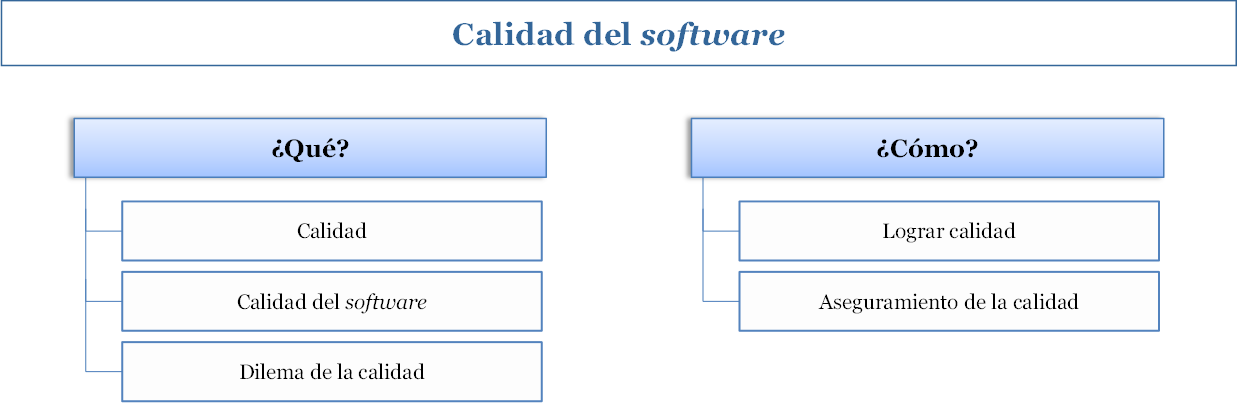 Calidad del software
¿Qué?
Calidad
Calidad del software
Dilema de la calidad
¿Cómo?
Lograr calidad
Aseguramiento de la calidad